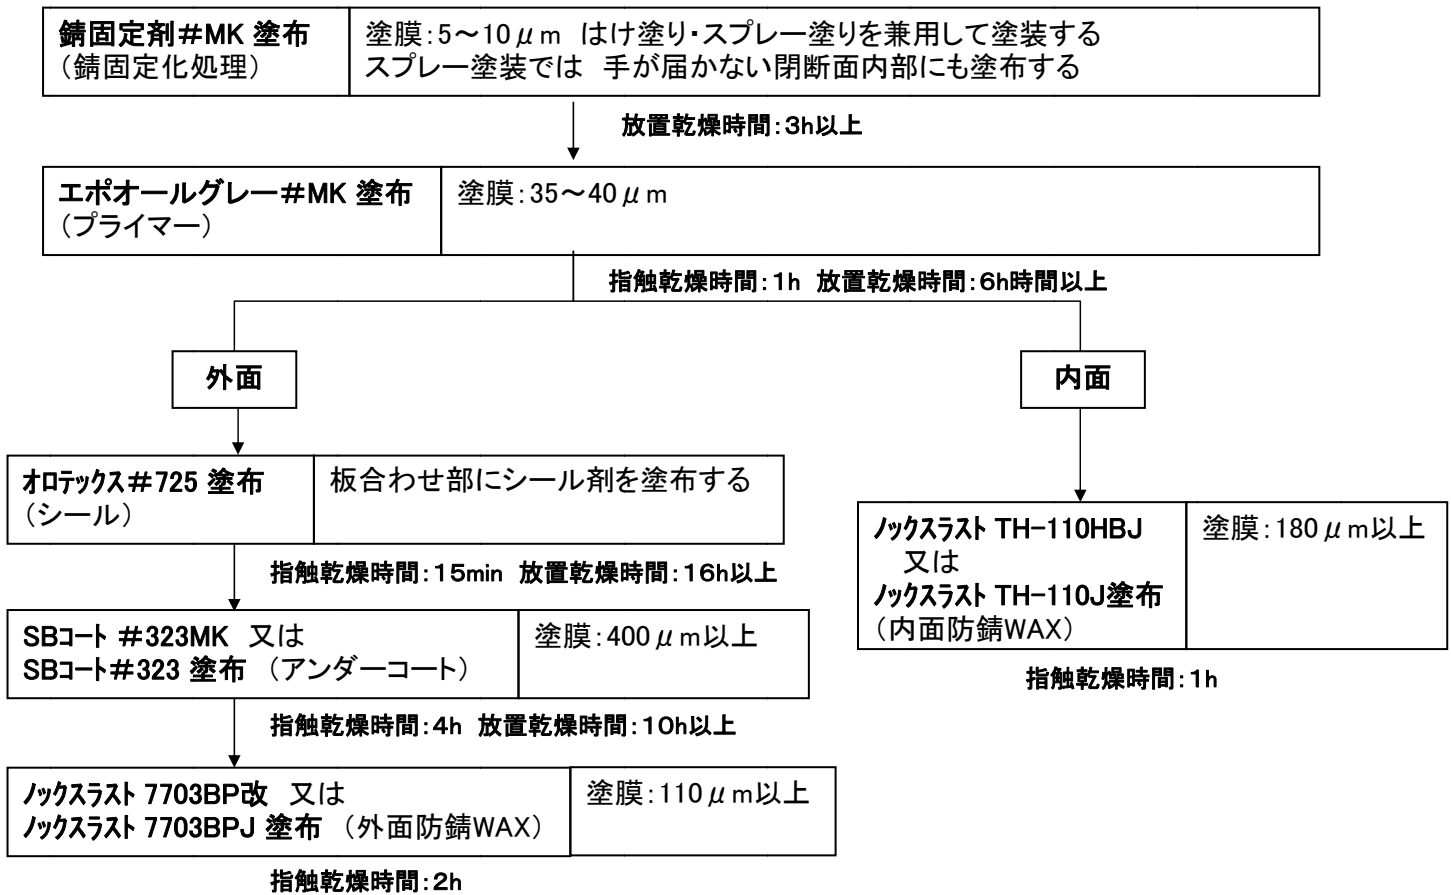 錆固定剤#MK 塗布
（錆固定化処理）
塗膜：5～10μm はけ塗り・スプレー塗りを兼用して塗装する
スプレー塗装では 手が届かない閉断面内部にも塗布する
放置乾燥時間：3h以上
エポオールグレー#MK 塗布
（プライマー）
塗膜：35～40μm
指触乾燥時間：1h 放置乾燥時間：6h時間以上
外面
内面
オロテックス#725 塗布
（シール）
板合わせ部にシール剤を塗布する
指触乾燥時間：15min 放置乾燥時間：16h以上
SBコート #323MK 又は
SBコート#323 塗布 （アンダーコート）
塗膜：400μm以上
指触乾燥時間：4h 放置乾燥時間：10h以上
ノックスラスト 7703BP改 又は
ノックスラスト 7703BPJ 塗布 （外面防錆WAX）
塗膜：110μm以上
指触乾燥時間：2h
ノックスラスト TH-110HBJ
又は
ノックスラスト TH-110J塗布
（内面防錆WAX）
塗膜：180μm以上
指触乾燥時間：1h